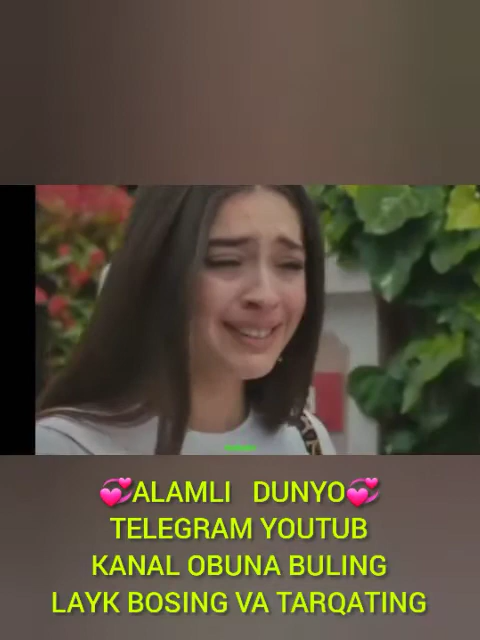 💞ALAMLI DUNYO💞
TELEGRAM YOUTUB
KANAL OBUNA BULING
LAYK BOSING VA TARQATING